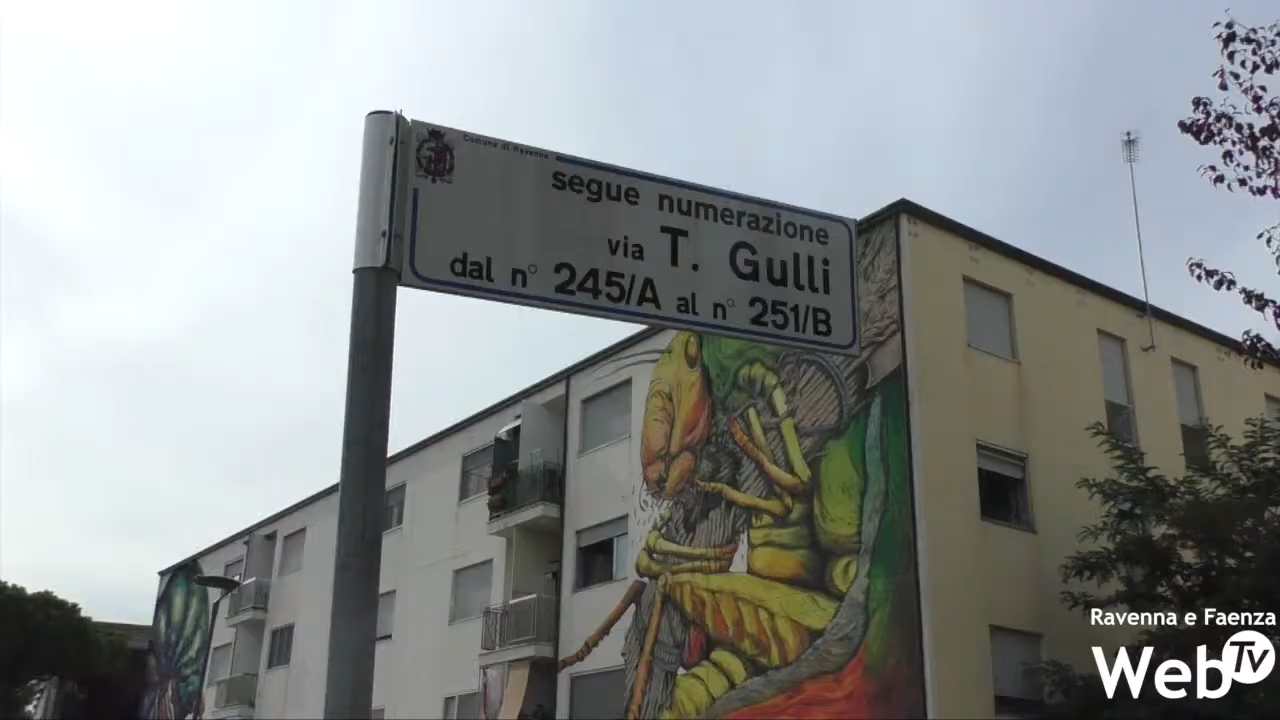 Comune di Ravenna
segue numerazione
via T. Gulli
dal n° 245/A al n° 251/B
Ravenna e Faenza
WebTV